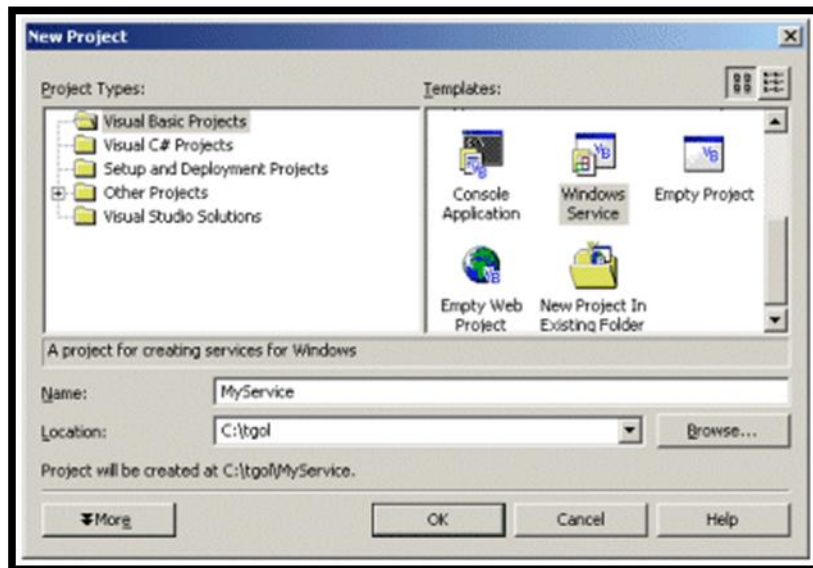 New Project
Project Types:
Visual Basic Projects
Visual C# Projects
Setup and Deployment Projects
Other Projects
Visual Studio Solutions
Templates:
Console Application
Windows Service
Empty Project
Empty Web Project
New Project In Existing Folder
A project for creating services for Windows
Name:
MyService
Location:
C:\tgol
Browse...
Project will be created at C:\tgol\MyService.
More
OK
Cancel
Help